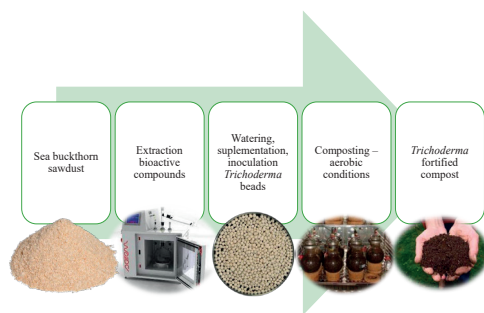 Sea buckthorn
sawdust
Extraction
bioactive
compounds
Watering,
suplementation,
inoculation
Trichoderma
beads
Composting –
aerobic
conditions
Trichoderma
fortified
compost